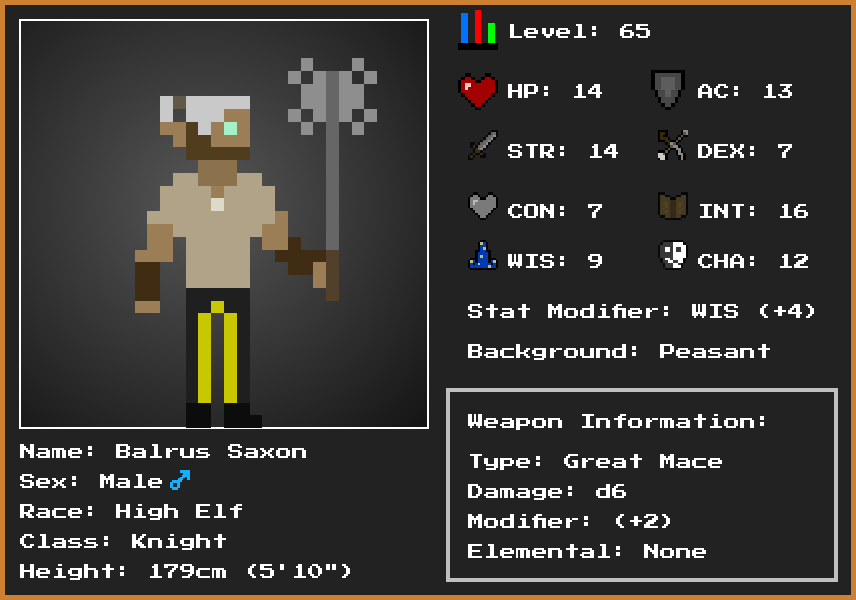 Level: 65
HP: 14
AC: 13
STR: 14
DEX: 7
CON: 7
INT: 16
WIS: 9
CHA: 12
Stat Modifier: WIS (+4)
Background: Peasant
Weapon Information:
Type: Great Mace
Damage: d6
Modifier: (+2)
Elemental: None
Name: Balrus Saxon
Sex: Male♂
Race: High Elf
Class: Knight
Height: 179cm (5'10")